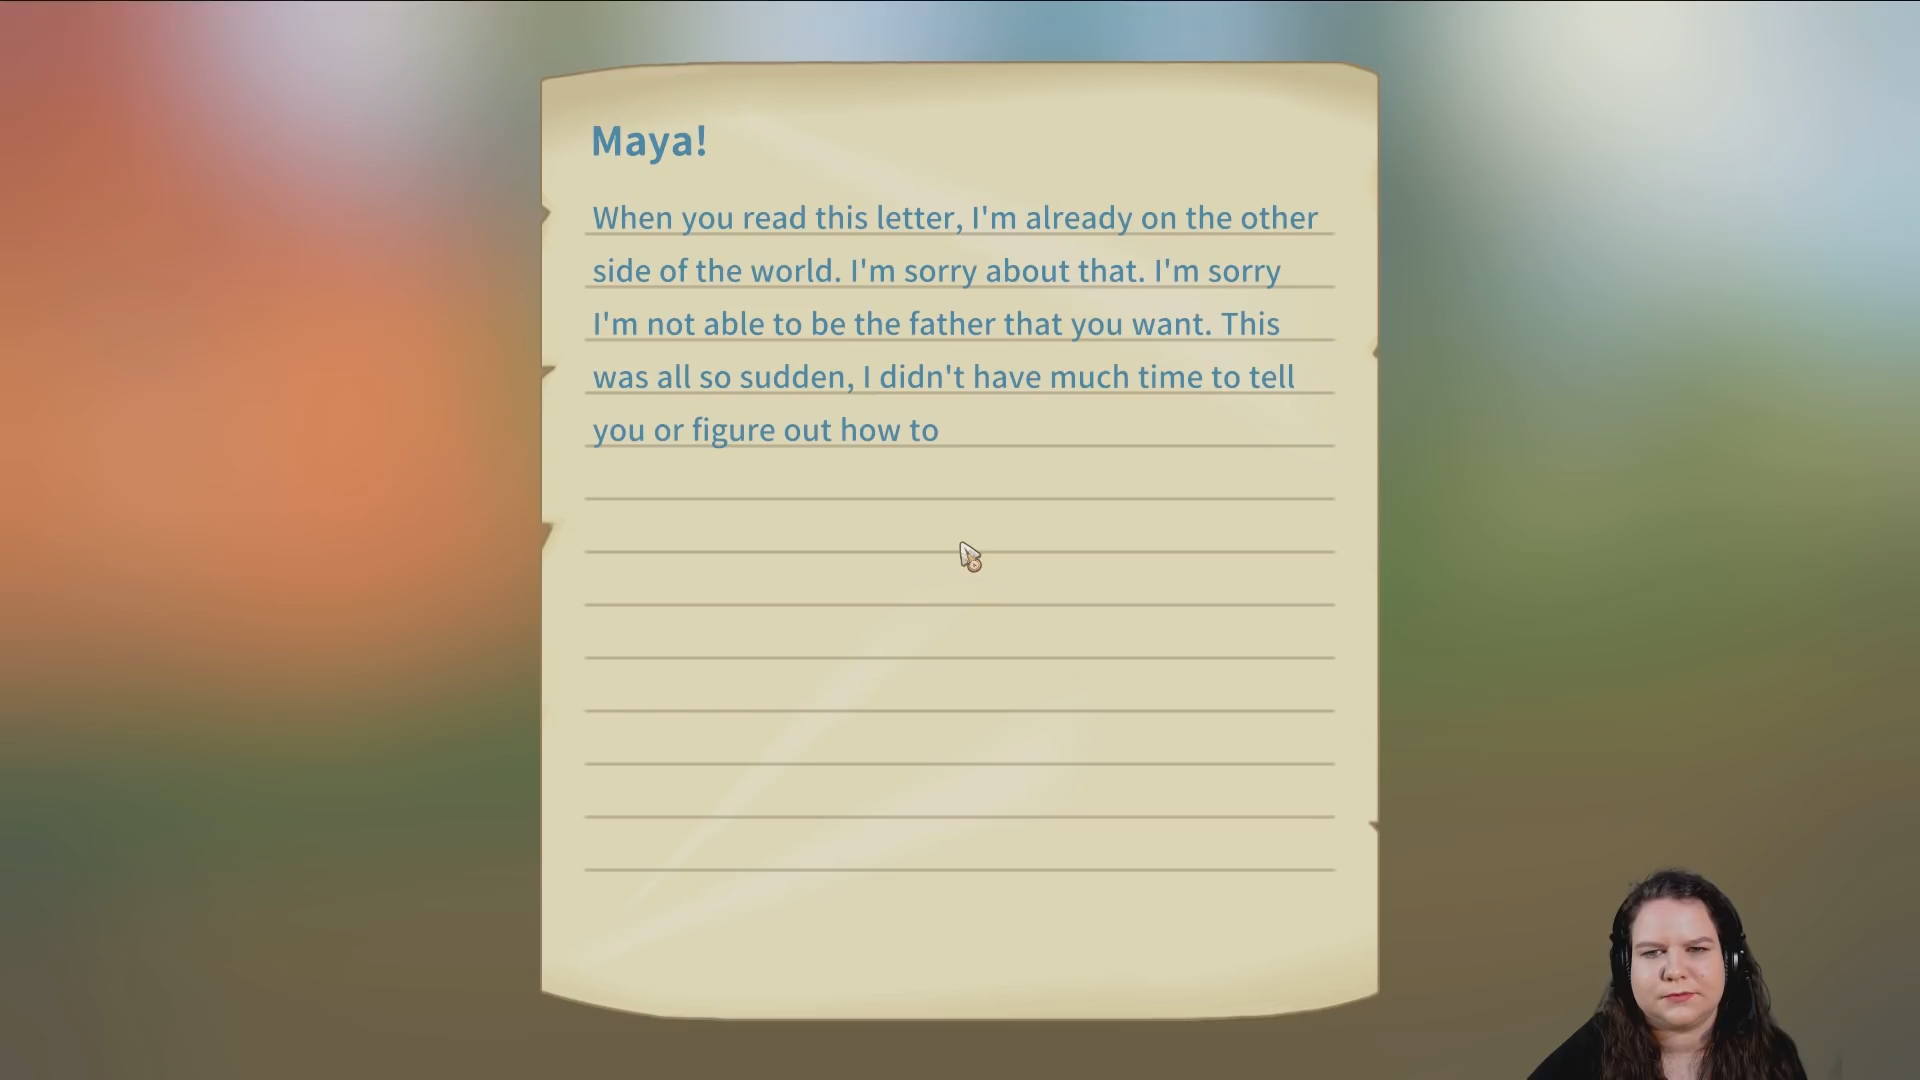 Maya!
When you read this letter, I'm already on the other
side of the world. I'm sorry about that. I'm sorry
I'm not able to be the father that you want. This
was all so sudden, I didn't have much time to tell
you or figure out how to